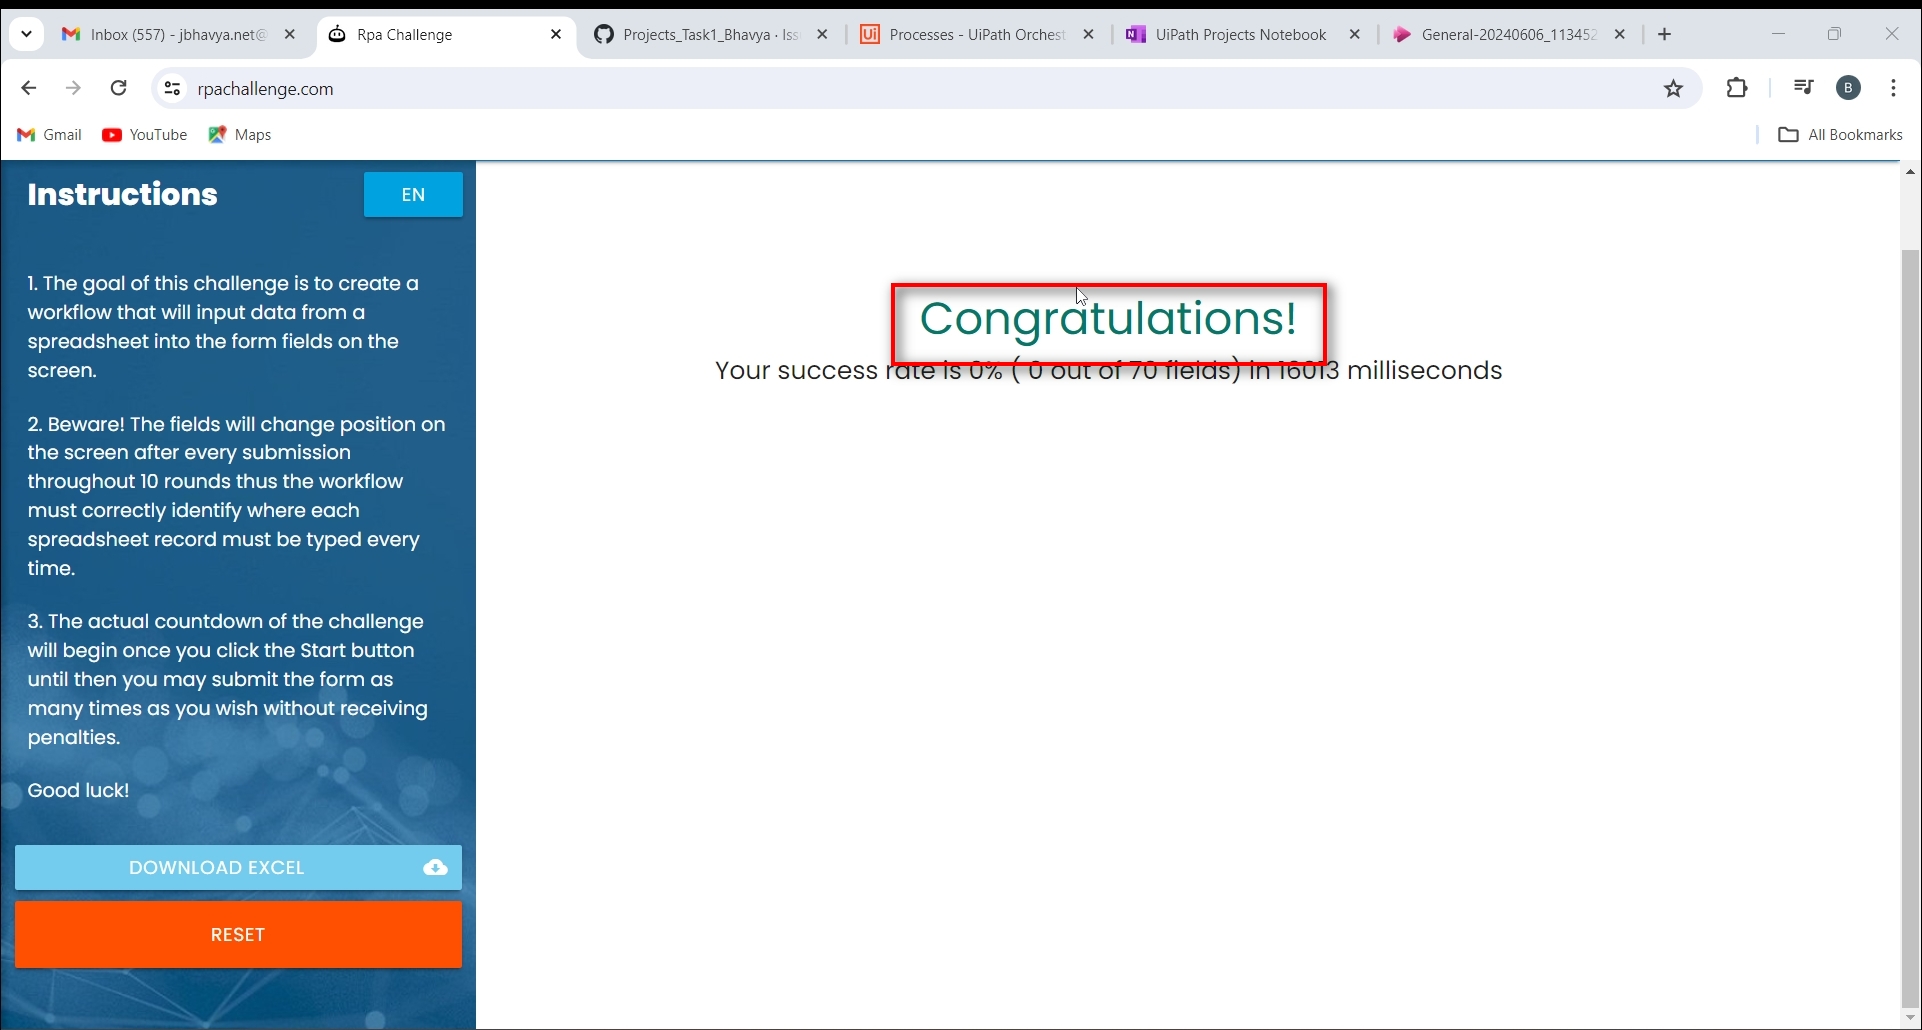 Inbox (557) - jbhavya.net@
Rpa Challenge
Projects_Task1_Bhavya · Iss
Processes - UiPath Orchest
UiPath Projects Notebook
General-20240606_113452
rpachallenge.com
B
Gmail
YouTube
Maps
All Bookmarks
Instructions
EN
1. The goal of this challenge is to create a
workflow that will input data from a
spreadsheet into the form fields on the
screen.
2. Beware! The fields will change position on
the screen after every submission
throughout 10 rounds thus the workflow
must correctly identify where each
spreadsheet record must be typed every
time.
3. The actual countdown of the challenge
will begin once you click the Start button
until then you may submit the form as
many times as you wish without receiving
penalties.
Good luck!
DOWNLOAD EXCEL
RESET
Congratulations!
Your success rate is 0% ( 0 out of 70 fields) in 16013 milliseconds